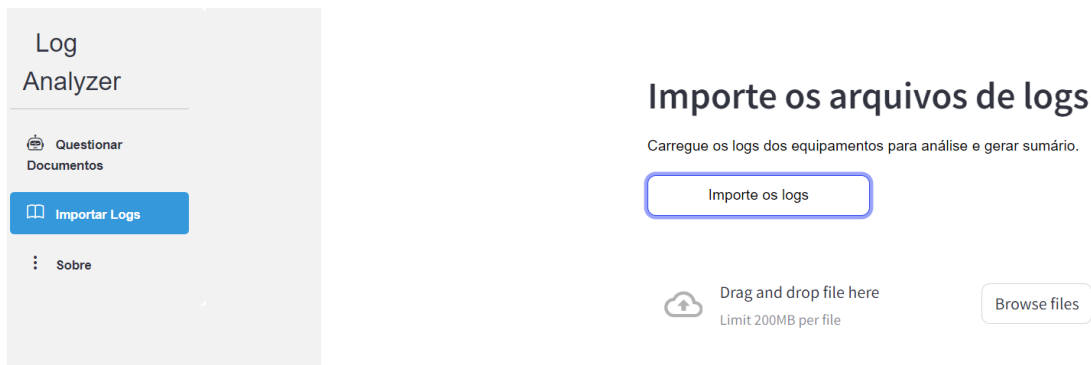 Log
Analyzer
Questionar
Documentos
Importar Logs
Sobre
Importe os arquivos de logs
Carregue os logs dos equipamentos para análise e gerar sumário.
Importe os logs
Drag and drop file here
Limit 200MB per file
Browse files